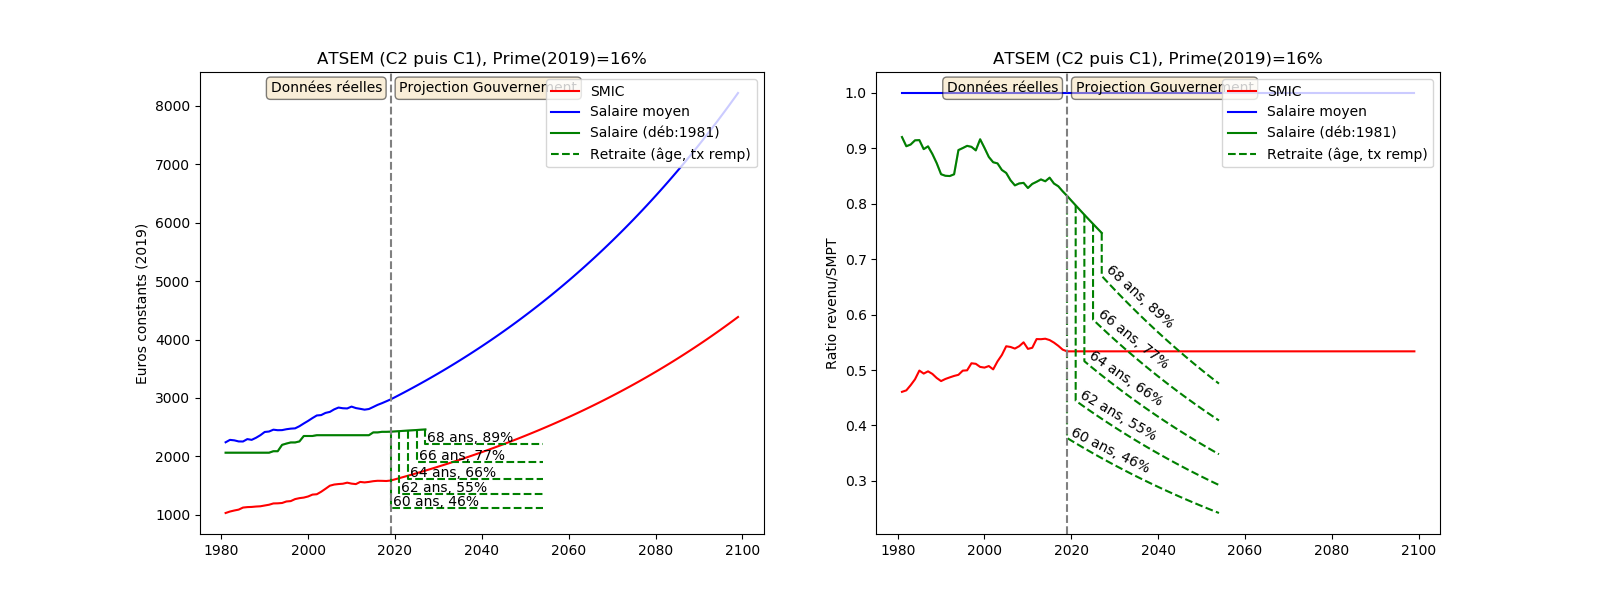 ATSEM (C2 puis C1), Prime(2019)=16%
Données réelles
Projection Gouvernement
SMIC
Salaire moyen
Salaire (déb:1981)
Retraite (âge, tx remp)
Euros constants (2019)
8000
7000
6000
5000
4000
3000
2000
1000
68 ans, 89%
66 ans, 77%
64 ans, 66%
62 ans, 55%
60 ans, 46%
1980 2000 2020 2040 2060 2080 2100
ATSEM (C2 puis C1), Prime(2019)=16%
Données réelles
Projection Gouvernement
SMIC
Salaire moyen
Salaire (déb:1981)
Retraite (âge, tx remp)
Ratio revenu/SMPT
1.0
0.9
0.8
0.7
0.6
0.5
0.4
0.3
68 ans, 89%
66 ans, 77%
64 ans, 66%
62 ans, 55%
60 ans, 46%
1980 2000 2020 2040 2060 2080 2100